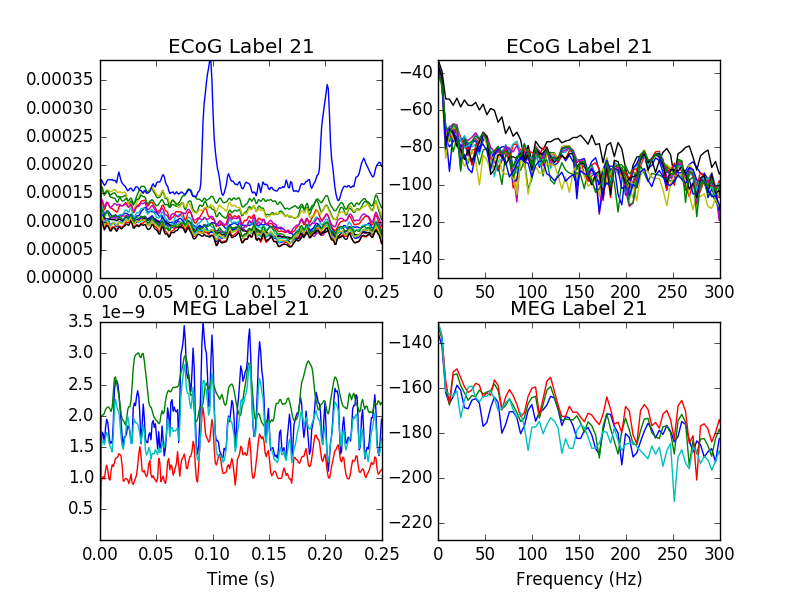 ECoG Label 21
0.00035
0.00030
0.00025
0.00020
0.00015
0.00010
0.00005
0.00000
0.00 0.05 0.10 0.15 0.20 0.25
ECoG Label 21
−40
−60
−80
−100
−120
−140
0 50 100 150 200 250 300
MEG Label 21
1e−9
3.5
3.0
2.5
2.0
1.5
1.0
0.5
0.00 0.05 0.10 0.15 0.20 0.25
Time (s)
MEG Label 21
−140
−160
−180
−200
−220
0 50 100 150 200 250 300
Frequency (Hz)